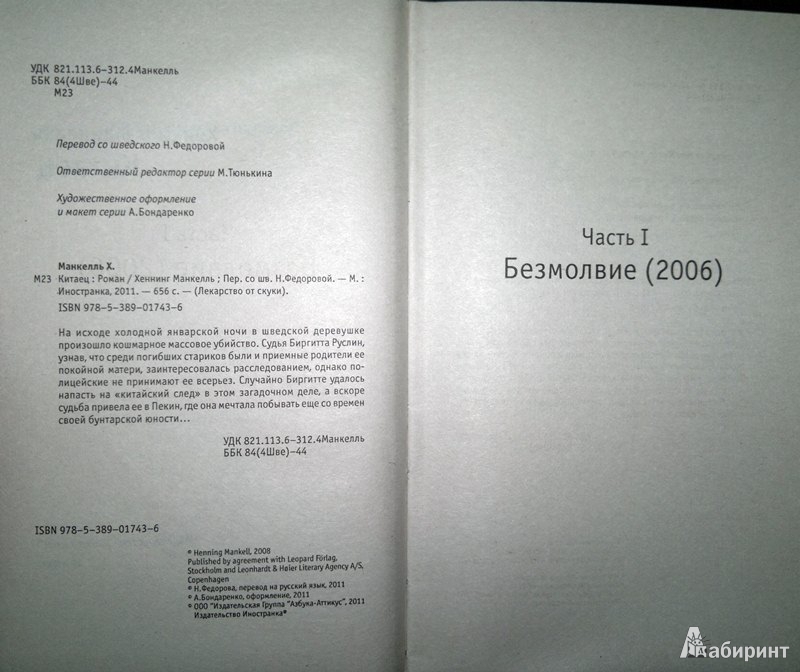 УДК 821.113.6–312.4Манкелль
ББК 84(4Шве)–44
М23
Перевод со шведского Н.Федоровой
Ответственный редактор серии М.Тюнькина
Художественное оформление
и макет серии А.Бондаренко
Манкелль Х.
М23 Китаец : Роман / Хеннинг Манкелль ; Пер. со шв. Н.Федоровой. — М. :
Иностранка, 2011. — 656 с. — (Лекарство от скуки).
ISBN 978–5–389–01743–6
На исходе холодной январской ночи в шведской деревушке
произошло кошмарное массовое убийство. Судья Биргитта Руслин,
узнав, что среди погибших стариков были и приемные родители ее
покойной матери, заинтересовалась расследованием, однако по-
лицейские не принимают ее всерьез. Случайно Биргитте удалось
напасть на «китайский след» в этом загадочном деле, а вскоре
судьба привела ее в Пекин, где она мечтала побывать еще со времен
своей бунтарской юности…
УДК 821.113.6–312.4Манкелль
ББК 84(4Шве)–44
ISBN 978–5–389–01743–6
© Henning Mankell, 2008
Published by agreement with Leopard Förlag,
Stockholm and Leonhardt & Høier Literary Agency A/S,
Copenhagen
© Н.Федорова, перевод на русский язык, 2011
© А.Бондаренко, оформление, 2011
© ООО "Издательская Группа "Азбука-Аттикус", 2011
Издательство Иностранка®
Часть I
Безмолвие (2006)
Лабиринт